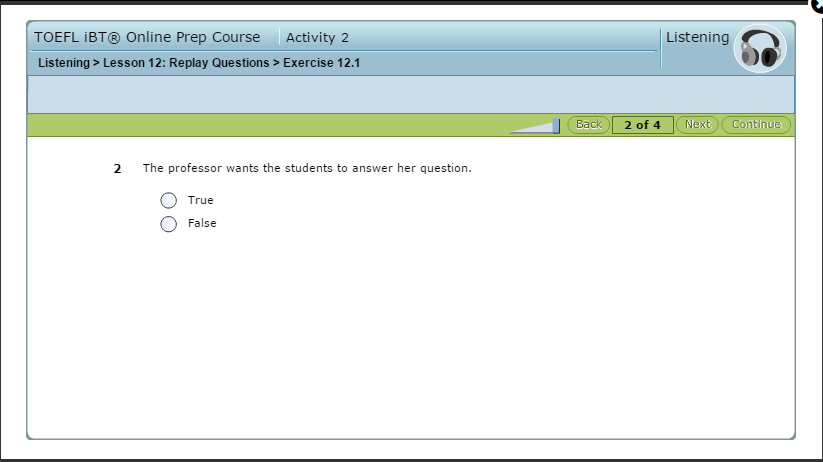 TOEFL iBT® Online Prep Course Activity 2 Listening
Listening > Lesson 12: Replay Questions > Exercise 12.1
Back 2 of 4 Next Continue
2 The professor wants the students to answer her question.
True
False